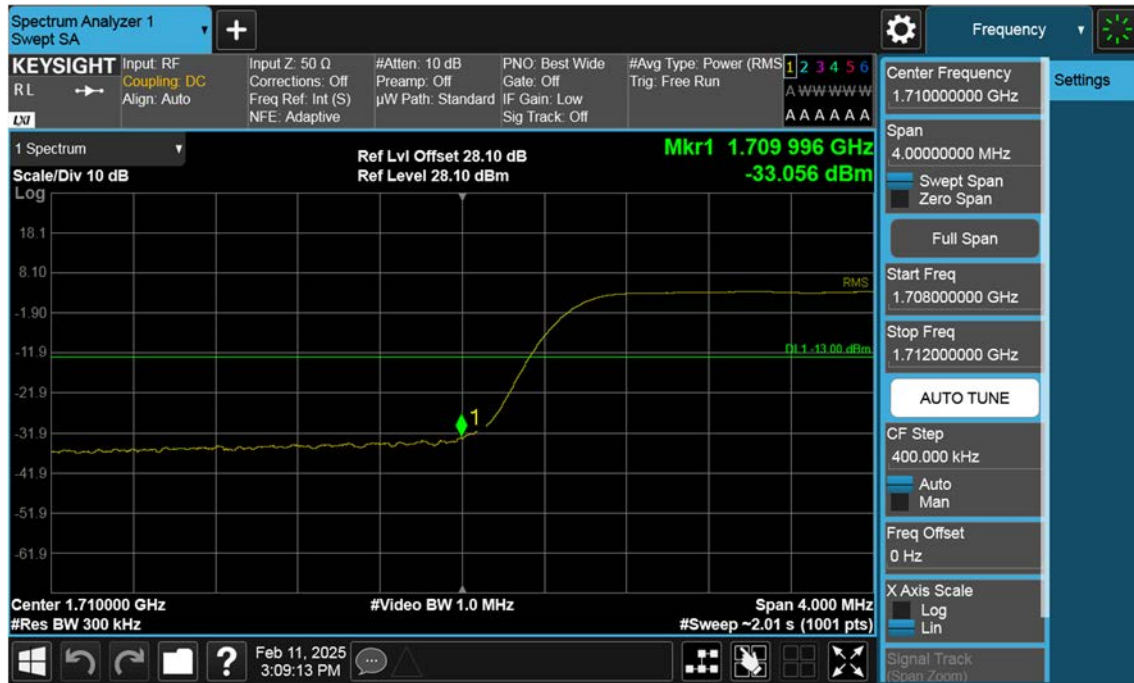 Spectrum Analyzer 1
Swept SA
+
Frequency
KEYSIGHT
RL
LXI
Input: RF
Coupling: DC
Align: Auto
Input Z: 50 Ω
Corrections: Off
Freq Ref: Int (S)
NFE: Adaptive
#Atten: 10 dB
Preamp: Off
µW Path: Standard
PNO: Best Wide
Gate: Off
IF Gain: Low
Sig Track: Off
#Avg Type: Power (RMS
Trig: Free Run
1 2 3 4 5 6
A W W W W W
A A A A A A
1 Spectrum
Scale/Div 10 dB
Ref Lvl Offset 28.10 dB
Ref Level 28.10 dBm
Mkr1 1.709 996 GHz
-33.056 dBm
Log
18.1
8.10
-1.90
-11.9
-21.9
-31.9
-41.9
-51.9
-61.9
RMS
DL1 -13.00 dBm
1
Center 1.710000 GHz
#Res BW 300 kHz
#Video BW 1.0 MHz
Span 4.000 MHz
#Sweep ~2.01 s (1001 pts)
Center Frequency
1.710000000 GHz
Span
4.00000000 MHz
Swept Span
Zero Span
Full Span
Start Freq
1.708000000 GHz
Stop Freq
1.712000000 GHz
AUTO TUNE
CF Step
400.000 kHz
Auto
Man
Freq Offset
0 Hz
X Axis Scale
Log
Lin
Signal Track
(Span Zoom)
Settings
?
Feb 11, 2025
3:09:13 PM